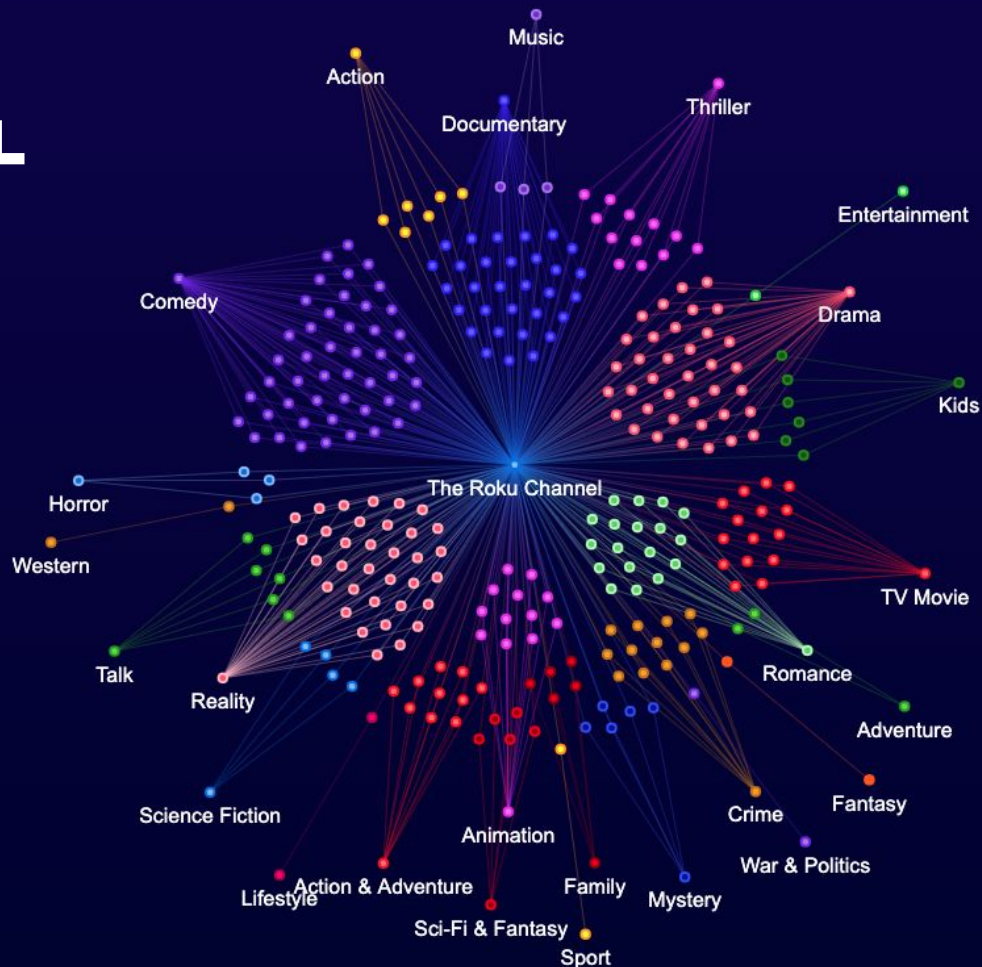 Music
Action
Thriller
Documentary
L
Entertainment
Comedy
Drama
Kids
The Roku Channel
Horror
Western
TV Movie
Talk
Reality
Romance
Adventure
Science Fiction
Crime
Fantasy
Animation
War & Politics
Lifestyle
Action & Adventure
Family
Mystery
Sci-Fi & Fantasy
Sport